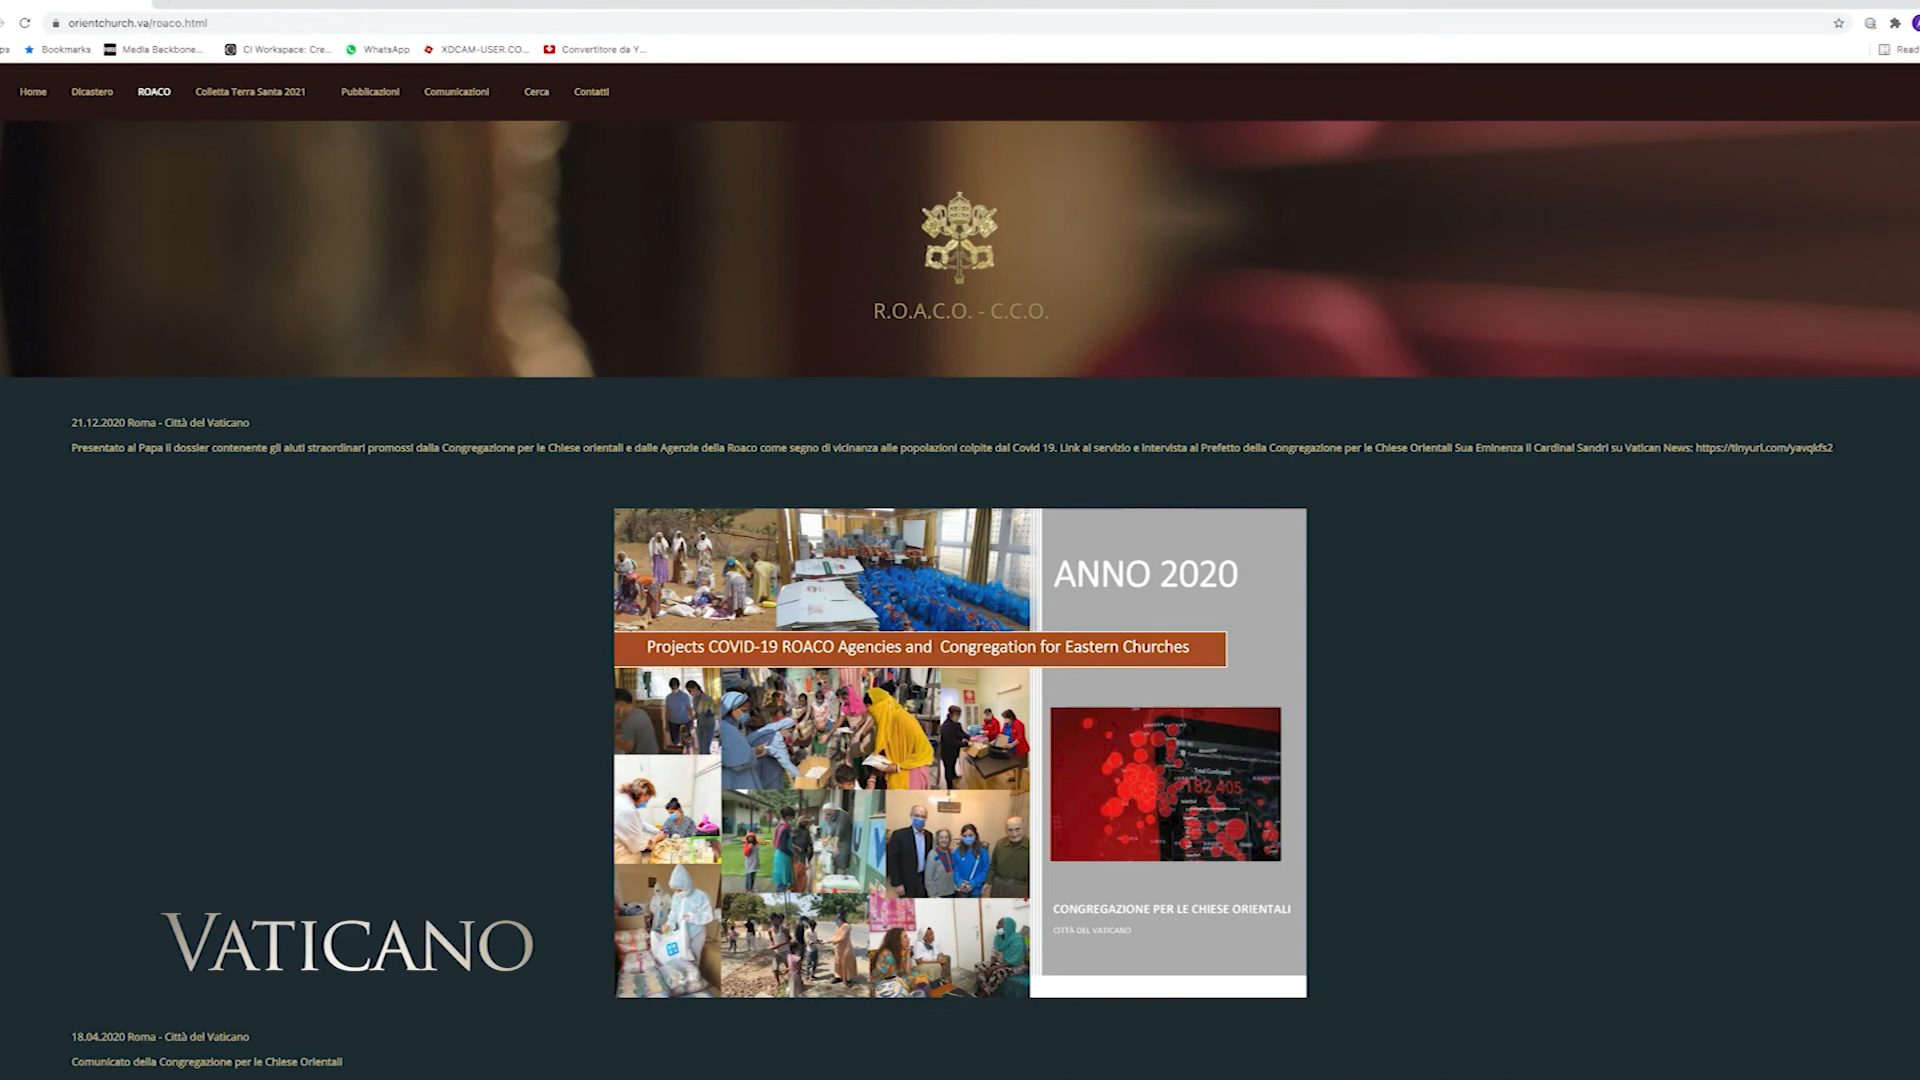 orientchurch.va/roaco.html
ps Bookmarks Media Backbone... CI Workspace: Cre... WhatsApp XDCAM-USER.CO... Convertitore da Y... Read
Home Dicastero ROACO Colletta Terra Santa 2021 Pubblicazioni Comunicazioni Cerca Contatti
R.O.A.C.O. - C.C.O.
21.12.2020 Roma - Città del Vaticano
Presentato al Papa il dossier contenente gli aiuti straordinari promossi dalla Congregazione per le Chiese orientali e dalle Agenzie della Roaco come segno di vicinanza alle popolazioni colpite dal Covid 19. Link al servizio e intervista al Prefetto della Congregazione per le Chiese Orientali Sua Eminenza il Cardinal Sandri su Vatican News: https://tinyurl.com/yavqkfs2
ANNO 2020
Projects COVID-19 ROACO Agencies and Congregation for Eastern Churches
Total Confirmed
182,405
CONGREGAZIONE PER LE CHIESE ORIENTALI
CITTÀ DEL VATICANO
VATICANO
18.04.2020 Roma - Città del Vaticano
Comunicato della Congregazione per le Chiese Orientali